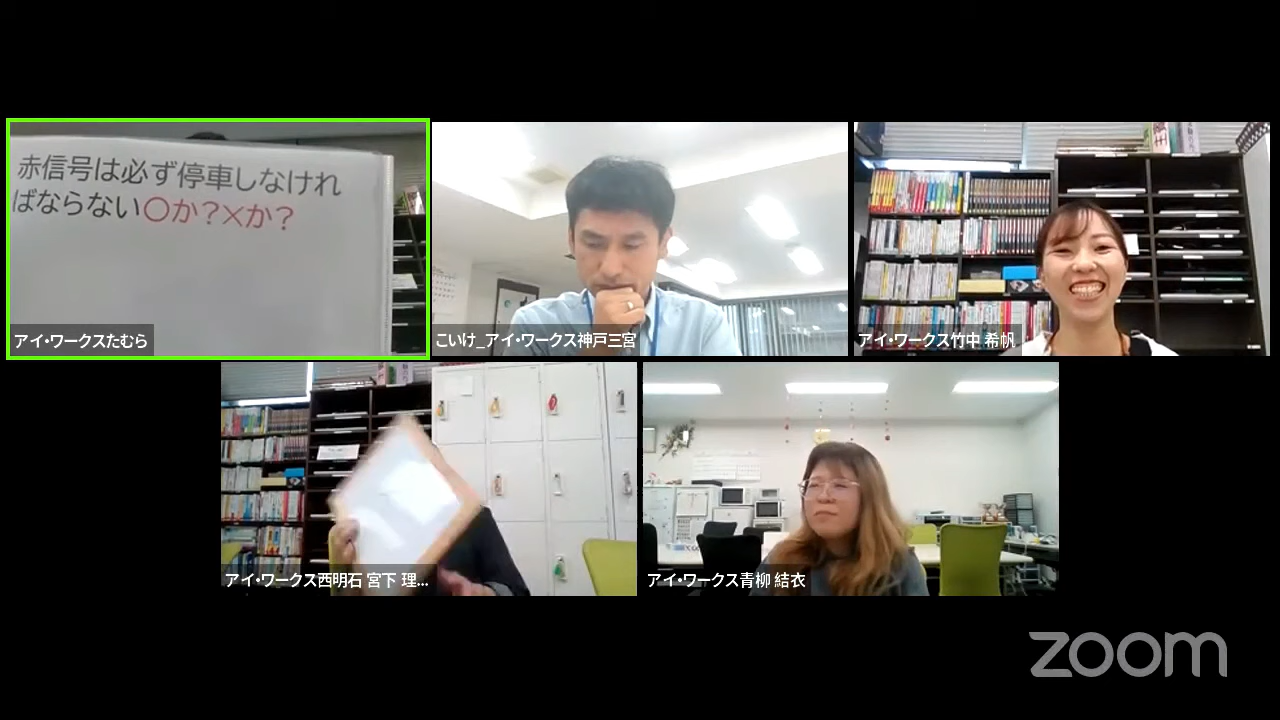 赤信号は必ず停車しなけれ
ばならない〇か?×か?
アイ・ワークスたむら
こいけ_アイ・ワークス神戸三宮
アイ・ワークス竹中 希帆
アイ・ワークス西明石 宮下 理...
アイ・ワークス青柳 結衣
zoom